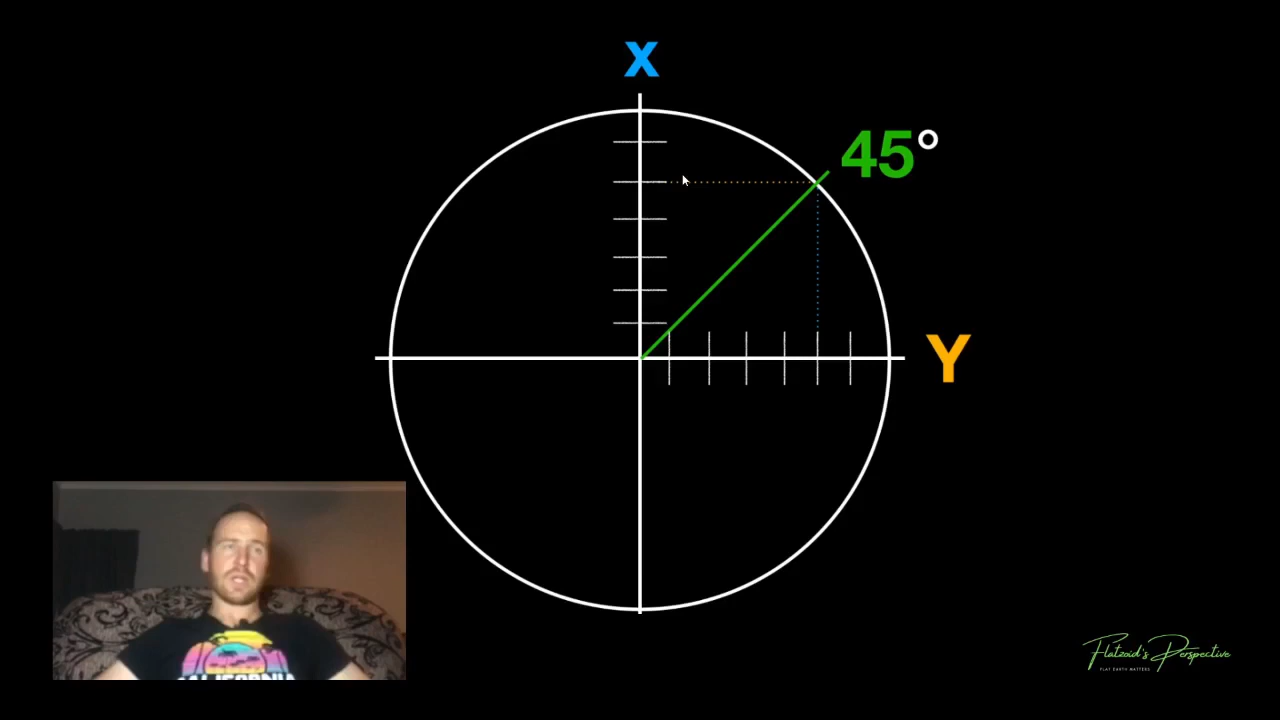 X
45°
Y
CALIFORNIA
Flatzoid's Perspective
FLAT EARTH MATTERS